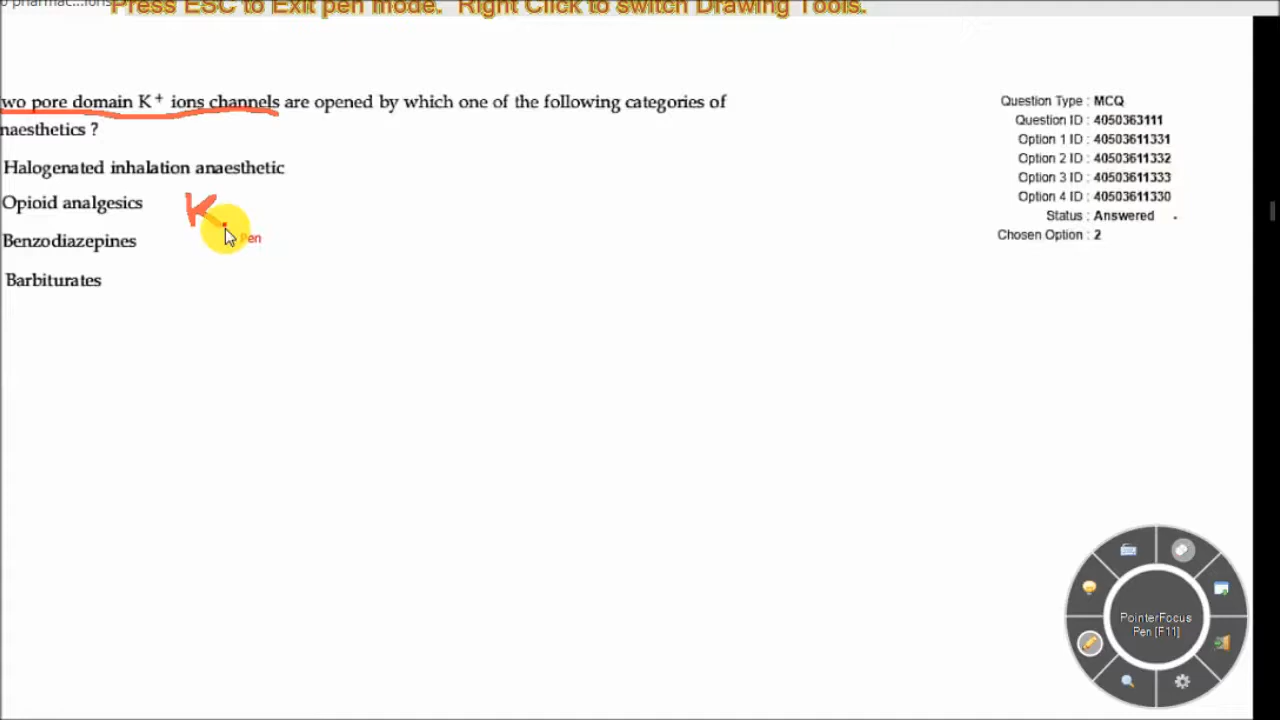 o pharmac...ions
Press ESC to Exit pen mode. Right Click to switch Drawing Tools.
wo pore domain K+ ions channels are opened by which one of the following categories of
naesthetics ?
Halogenated inhalation anaesthetic
Opioid analgesics
K
Pen
Benzodiazepines
Barbiturates
Question Type : MCQ
Question ID : 4050363111
Option 1 ID : 40503611331
Option 2 ID : 40503611332
Option 3 ID : 40503611333
Option 4 ID : 40503611330
Status : Answered
Chosen Option : 2
PointerFocus
Pen [F11]